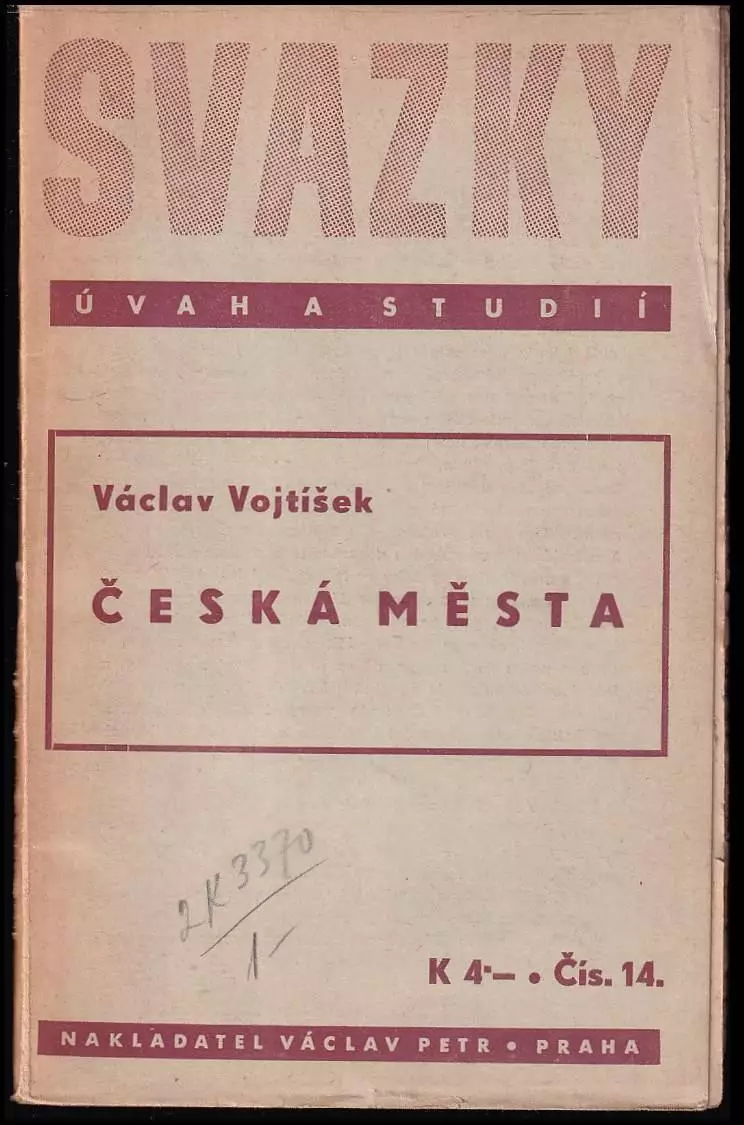 SVAZKY
ÚVAH A STUDIÍ
Václav Vojtíšek
ČESKÁ MĚSTA
2K3370
1-
K 4·– • Čís. 14.
NAKLADATEL VÁCLAV PETR • PRAHA